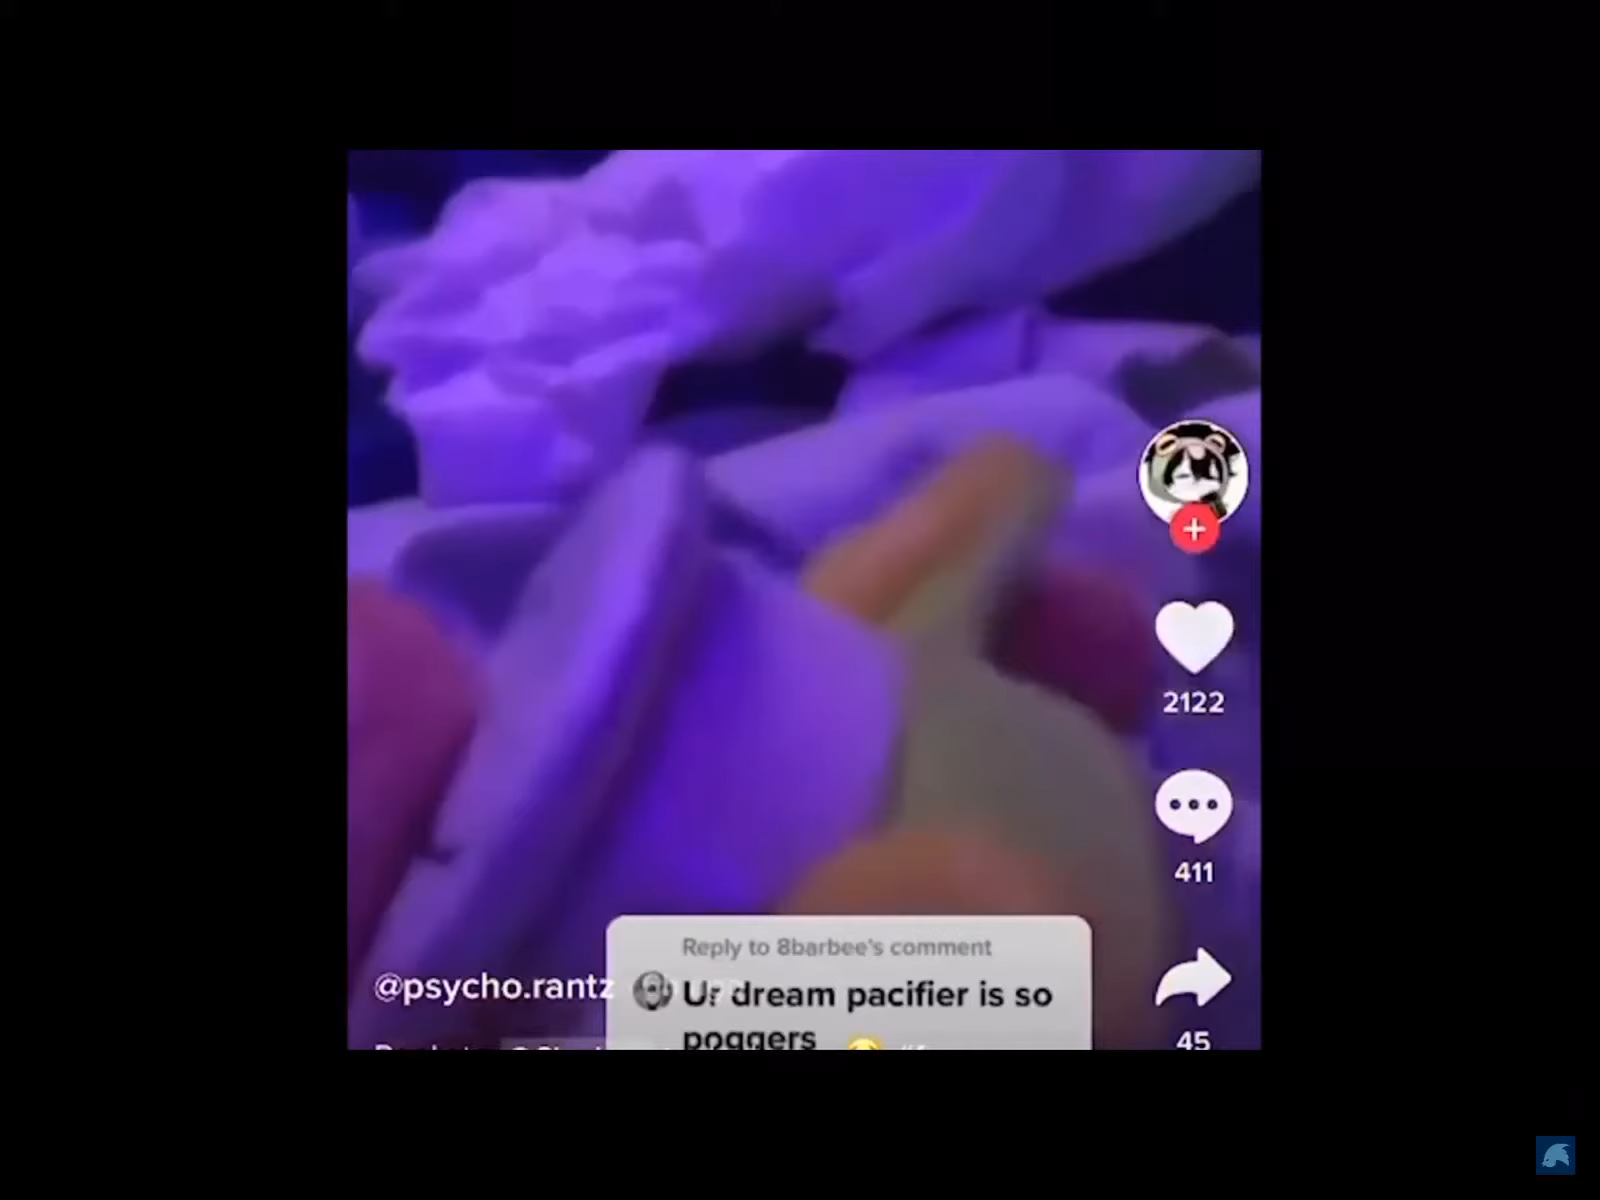 2122
411
Reply to 8barbee's comment
@psycho.rantz
Ur dream pacifier is so
poggers
45